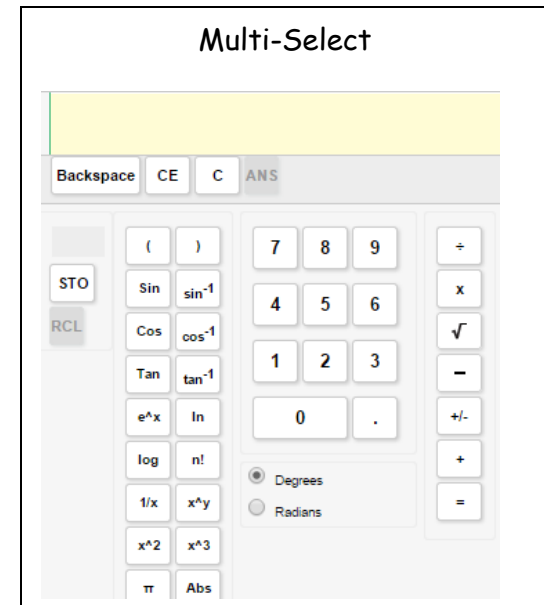 Multi-Select
Backspace CE C ANS
( ) 7 8 9 ÷
STO Sin sin-1 4 5 6 x
RCL Cos cos-1 √
Tan tan-1 1 2 3 −
e^x ln 0 . +/-
log n! +
Degrees
1/x x^y Radians =
x^2 x^3
π Abs